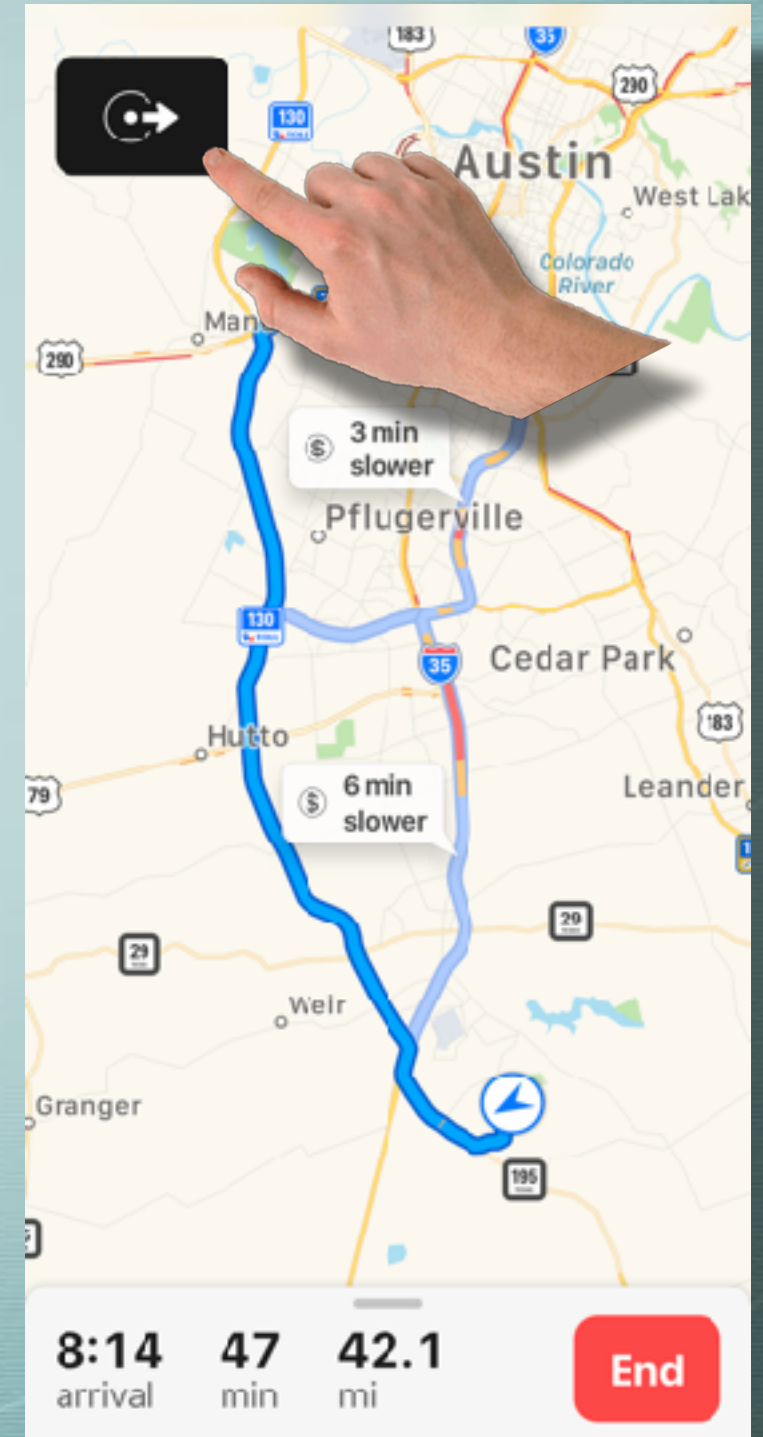 183
35
290
130
Austin
West Lak
Colorado
River
Man
290
3 min
slower
Pflugerville
130
35
Cedar Park
183
Hutto
79
6 min
slower
Leander
29
29
Weir
Granger
195
8:14
47
42.1
End
arrival
min
mi